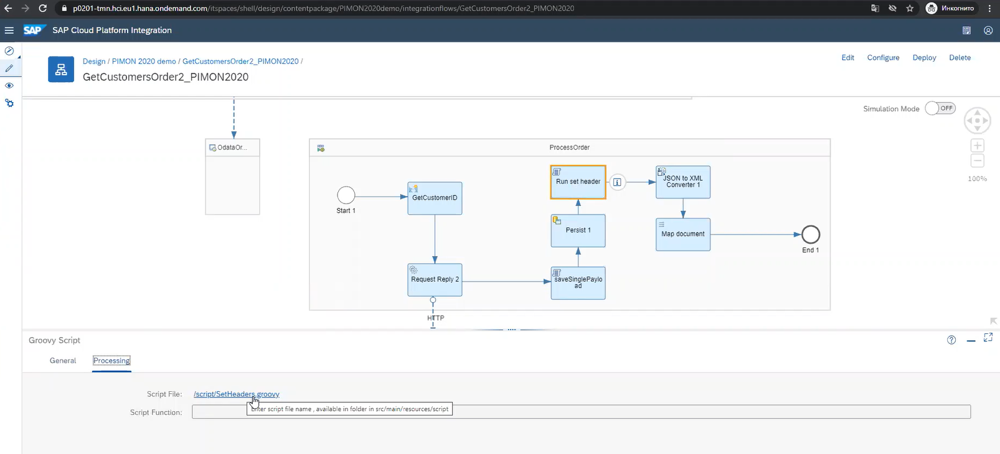 p0201-tmn.hci.eu1.hana.ondemand.com/itspaces/shell/design/contentpackage/PIMON2020demo/integrationflows/GetCustomersOrder2_PIMON2020
Инкогнито
SAP SAP Cloud Platform Integration
Design / PIMON 2020 demo / GetCustomersOrder2_PIMON2020 /
GetCustomersOrder2_PIMON2020
Edit Configure Deploy Delete
Simulation Mode OFF
OdataOr...
ProcessOrder
Start 1
GetCustomerID
Run set header
JSON to XML
Converter 1
100%
Persist 1
Map document
End 1
Request Reply 2
saveSinglePaylo
ad
HTTP
Groovy Script
General Processing
Script File: /script/SetHeaders.groovy
Enter script file name , available in folder in src/main/resources/script
Script Function: